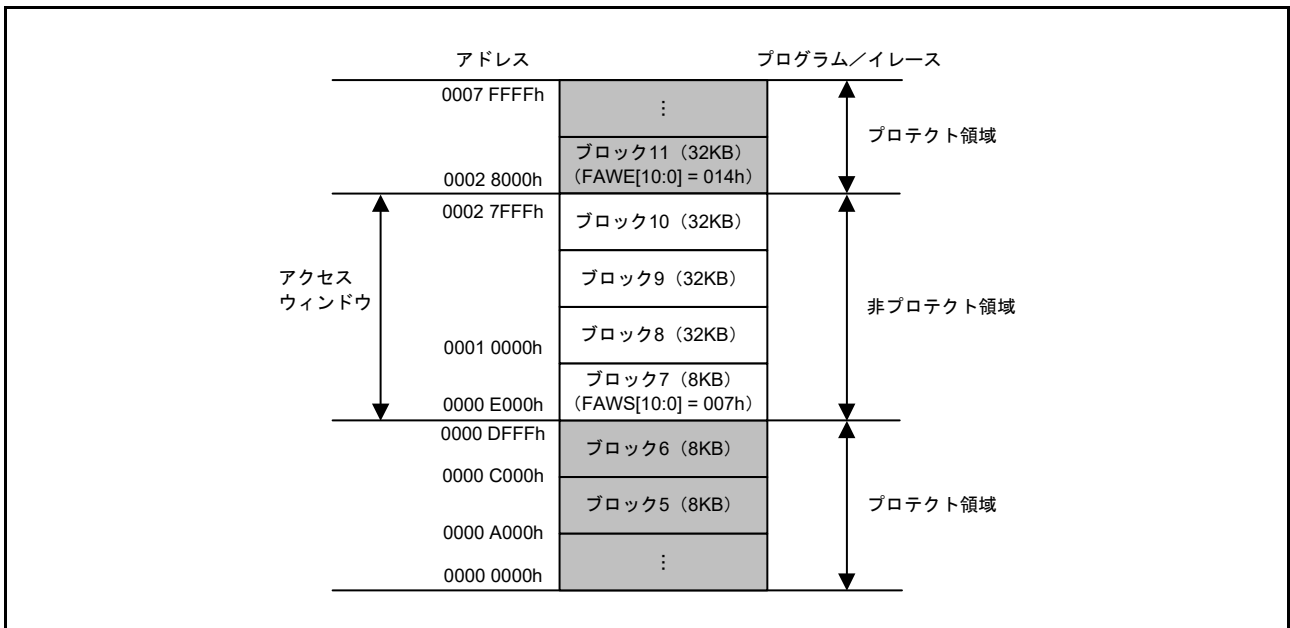 アドレス
プログラム／イレース
0007 FFFFh
⋮
プロテクト領域
ブロック11（32KB）
（FAWE[10:0] = 014h）
0002 8000h
0002 7FFFh
ブロック10（32KB）
アクセス
ウィンドウ
ブロック9（32KB）
非プロテクト領域
ブロック8（32KB）
0001 0000h
ブロック7（8KB）
（FAWS[10:0] = 007h）
0000 E000h
0000 DFFFh
ブロック6（8KB）
0000 C000h
ブロック5（8KB）
プロテクト領域
0000 A000h
⋮
0000 0000h